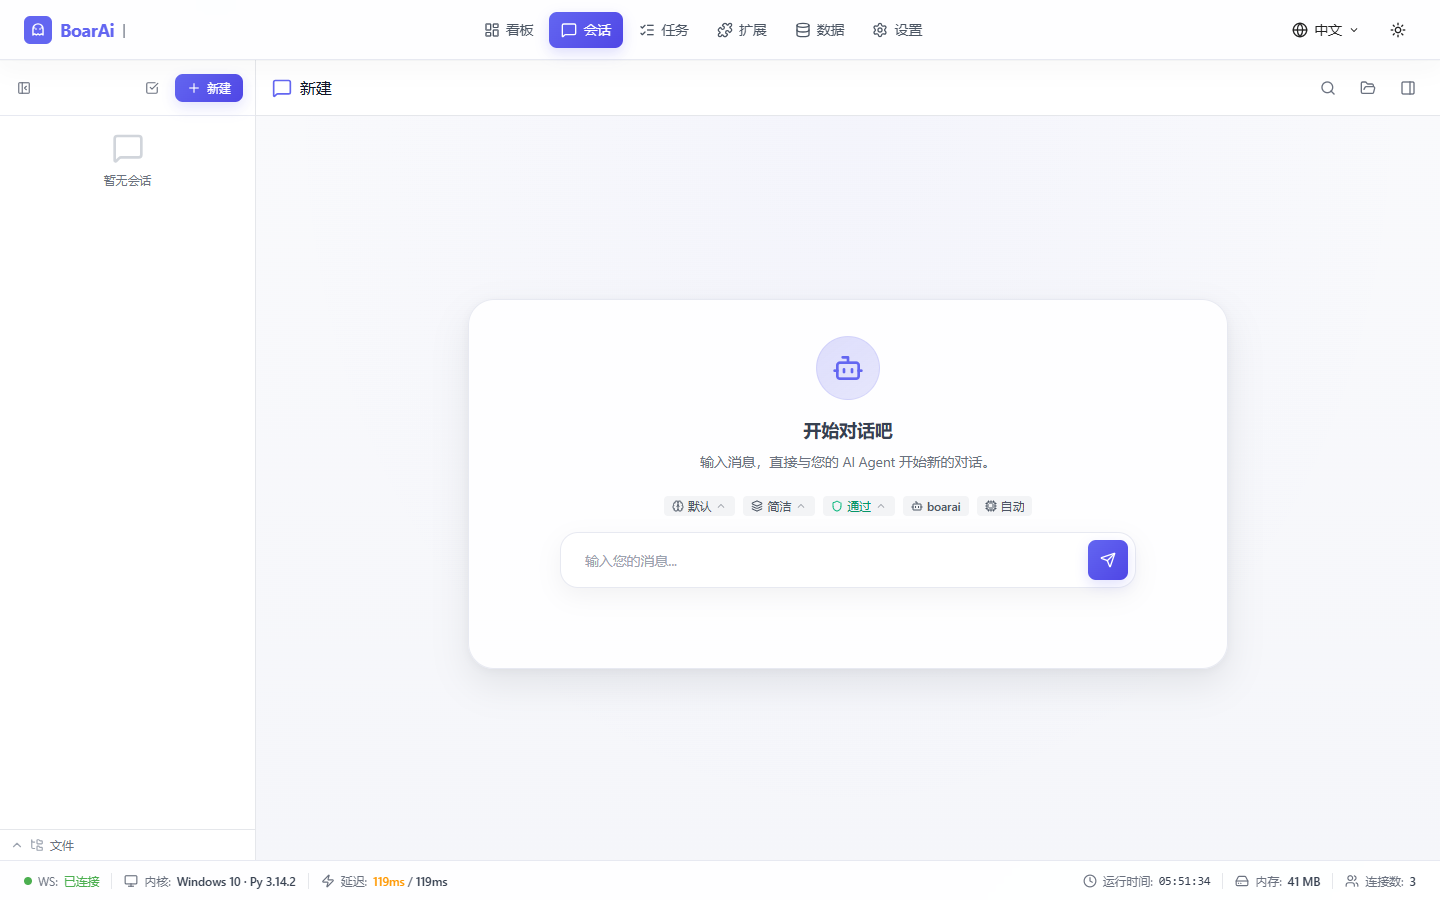 BoarAi |
看板
会话
任务
扩展
数据
设置
中文
新建
新建
暂无会话
开始对话吧
输入消息，直接与您的 AI Agent 开始新的对话。
默认
简洁
通过
boarai
自动
输入您的消息...
文件
WS: 已连接
内核: Windows 10 · Py 3.14.2
延迟: 119ms / 119ms
运行时间: 05:51:34
内存: 41 MB
连接数: 3